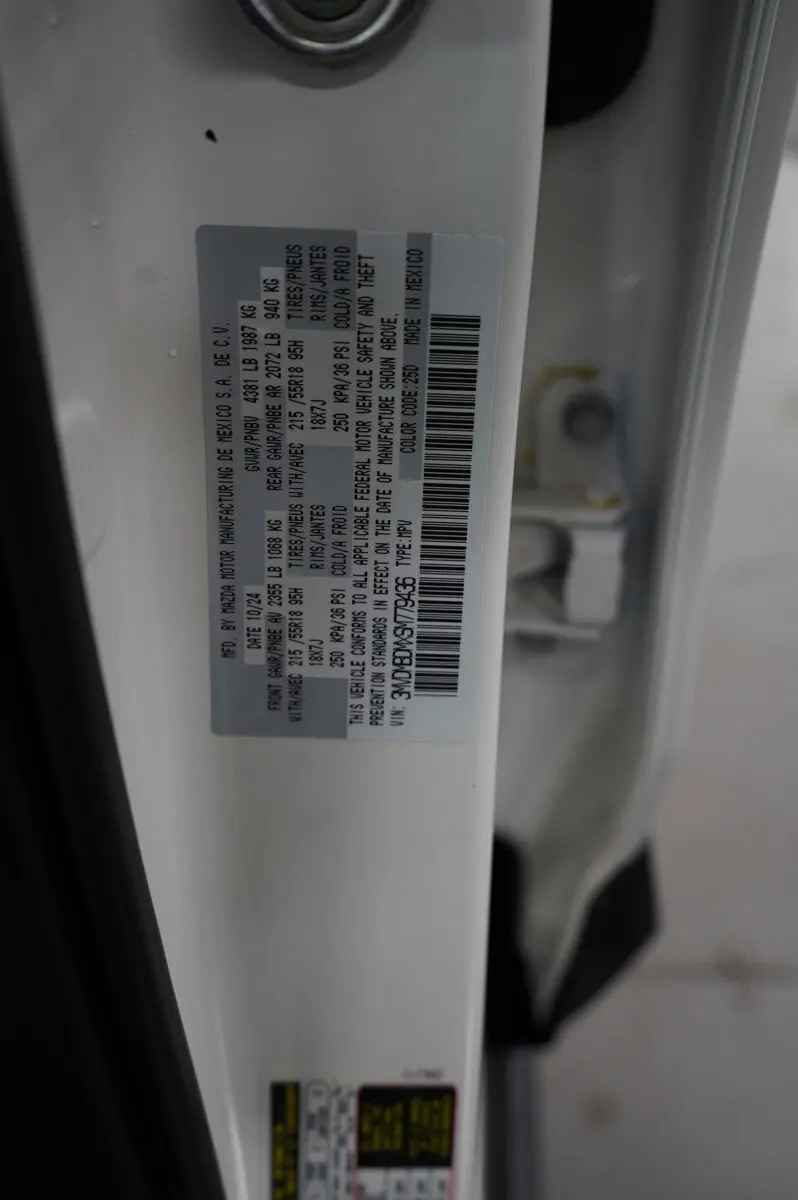 MFD. BY MAZDA MOTOR MANUFACTURING DE MEXICO S.A. DE C.V.
DATE 10/24 GVWR/PNBV 4381 LB 1987 KG
FRONT GAWR/PNBE AV 2355 LB 1068 KG REAR GAWR/PNBE AR 2072 LB 940 KG
WITH/AVEC 215 /55R18 95H TIRES/PNEUS WITH/AVEC 215 /55R18 95H TIRES/PNEUS
18X7J RIMS/JANTES 18X7J RIMS/JANTES
250 KPA/36 PSI COLD/A FROID 250 KPA/36 PSI COLD/A FROID
THIS VEHICLE CONFORMS TO ALL APPLICABLE FEDERAL MOTOR VEHICLE SAFETY AND THEFT
PREVENTION STANDARDS IN EFFECT ON THE DATE OF MANUFACTURE SHOWN ABOVE.
VIN: 3MVDMBDMXSM779436 TYPE:MPV COLOR CODE:25D MADE IN MEXICO